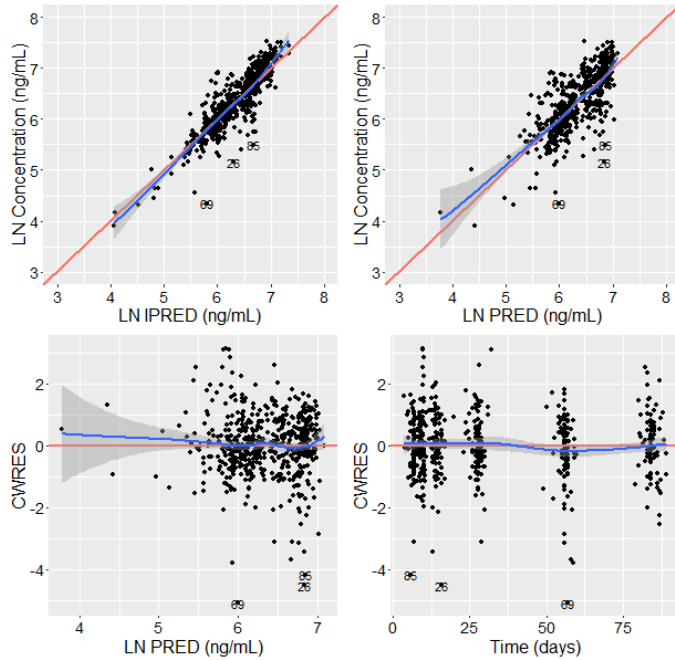 8
7
6
5
4
3
LN Concentration (ng/mL)
85
26
69
3 4 5 6 7 8
LN IPRED (ng/mL)
8
7
6
5
4
3
LN Concentration (ng/mL)
85
26
69
3 4 5 6 7 8
LN PRED (ng/mL)
2
0
-2
-4
CWRES
85
26
69
4 5 6 7
LN PRED (ng/mL)
2
0
-2
-4
CWRES
85
26
69
0 25 50 75
Time (days)